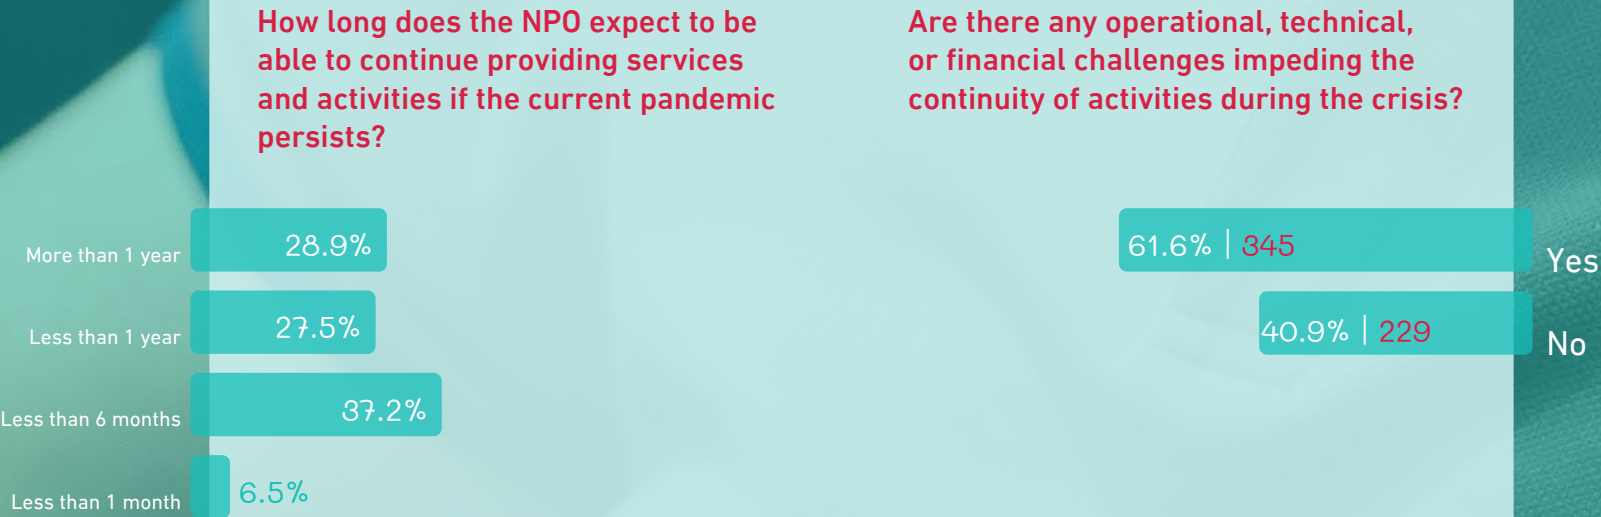 How long does the NPO expect to be
able to continue providing services
and activities if the current pandemic
persists?
More than 1 year 28.9%
Less than 1 year 27.5%
Less than 6 months 37.2%
Less than 1 month 6.5%
Are there any operational, technical,
or financial challenges impeding the
continuity of activities during the crisis?
61.6% | 345 Yes
40.9% | 229 No